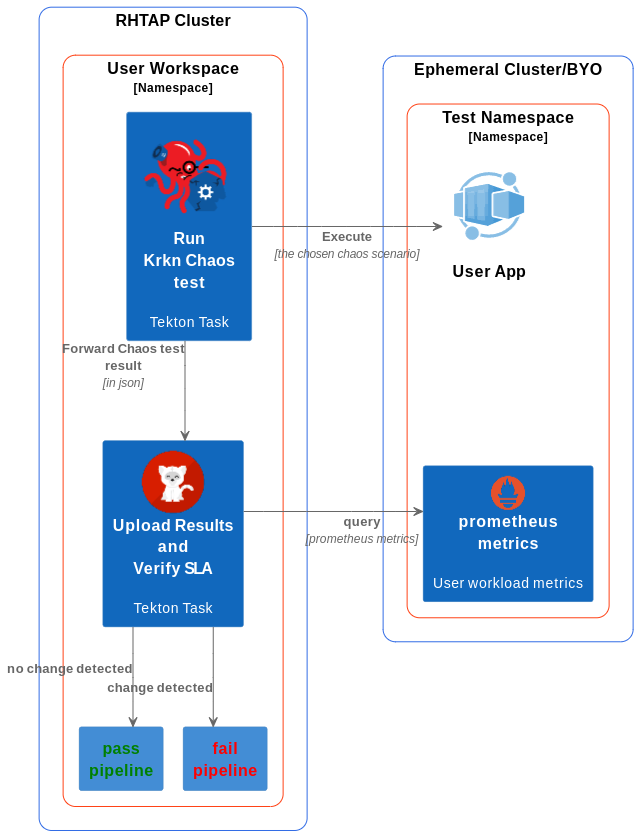 RHTAP Cluster
User Workspace
[Namespace]
Ephemeral Cluster/BYO
Test Namespace
[Namespace]
Run
Krkn Chaos
test
Tekton Task
Execute
[the chosen chaos scenario]
User App
Forward Chaos test
result
[in json]
Upload Results
and
Verify SLA
Tekton Task
query
[prometheus metrics]
prometheus
metrics
User workload metrics
no change detected
change detected
pass
pipeline
fail
pipeline